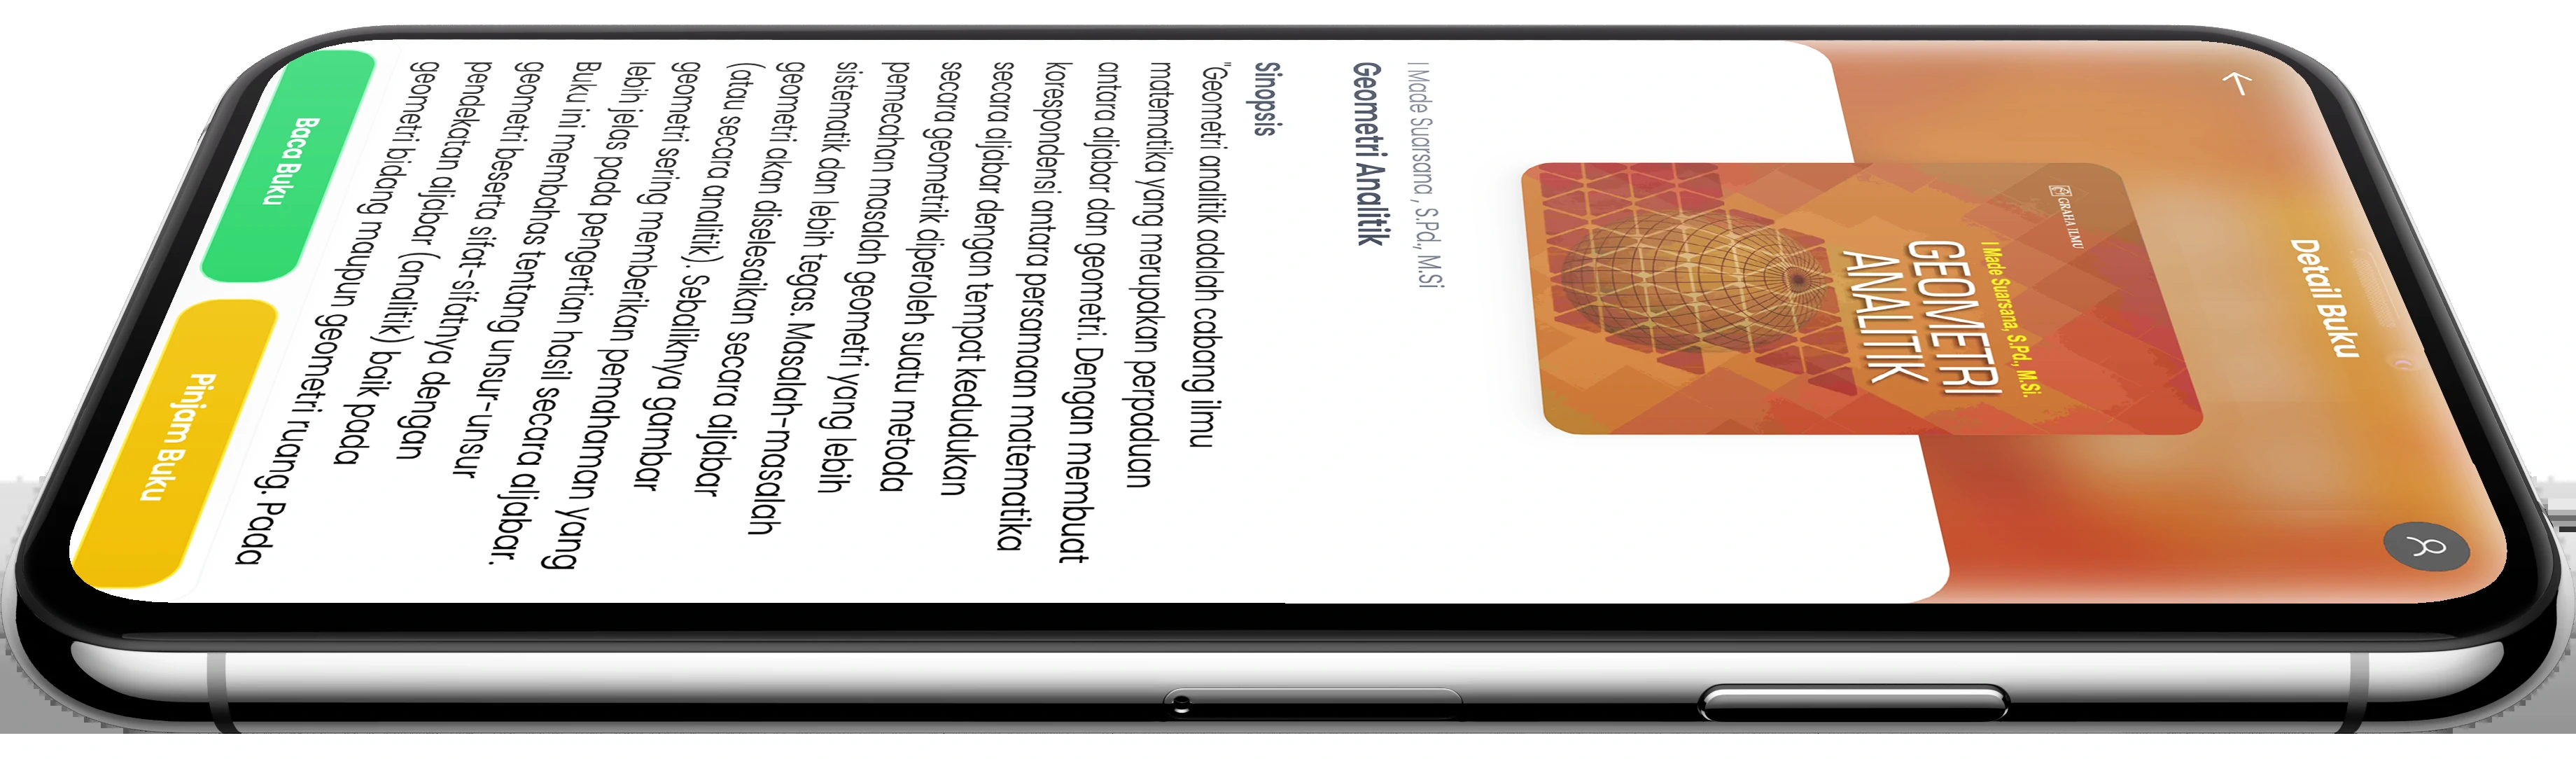 Detail Buku
GRAHA ILMU
I Made Suarsana, S.Pd., M.Si.
GEOMETRI
ANALITIK
I Made Suarsana , S.Pd., M.Si
Geometri Analitik
Sinopsis
"Geometri analitik adalah cabang ilmu
matematika yang merupakan perpaduan
antara aljabar dan geometri. Dengan membuat
korespondensi antara persamaan matematika
secara aljabar dengan tempat kedudukan
secara geometrik diperoleh suatu metoda
pemecahan masalah geometri yang lebih
sistematik dan lebih tegas. Masalah-masalah
geometri akan diselesaikan secara aljabar
(atau secara analitik). Sebaliknya gambar
geometri sering memberikan pemahaman yang
lebih jelas pada pengertian hasil secara aljabar.
Buku ini membahas tentang unsur-unsur
geometri beserta sifat-sifatnya dengan
pendekatan aljabar (analitik) baik pada
geometri bidang maupun geometri ruang. Pada
Baca Buku
Pinjam Buku